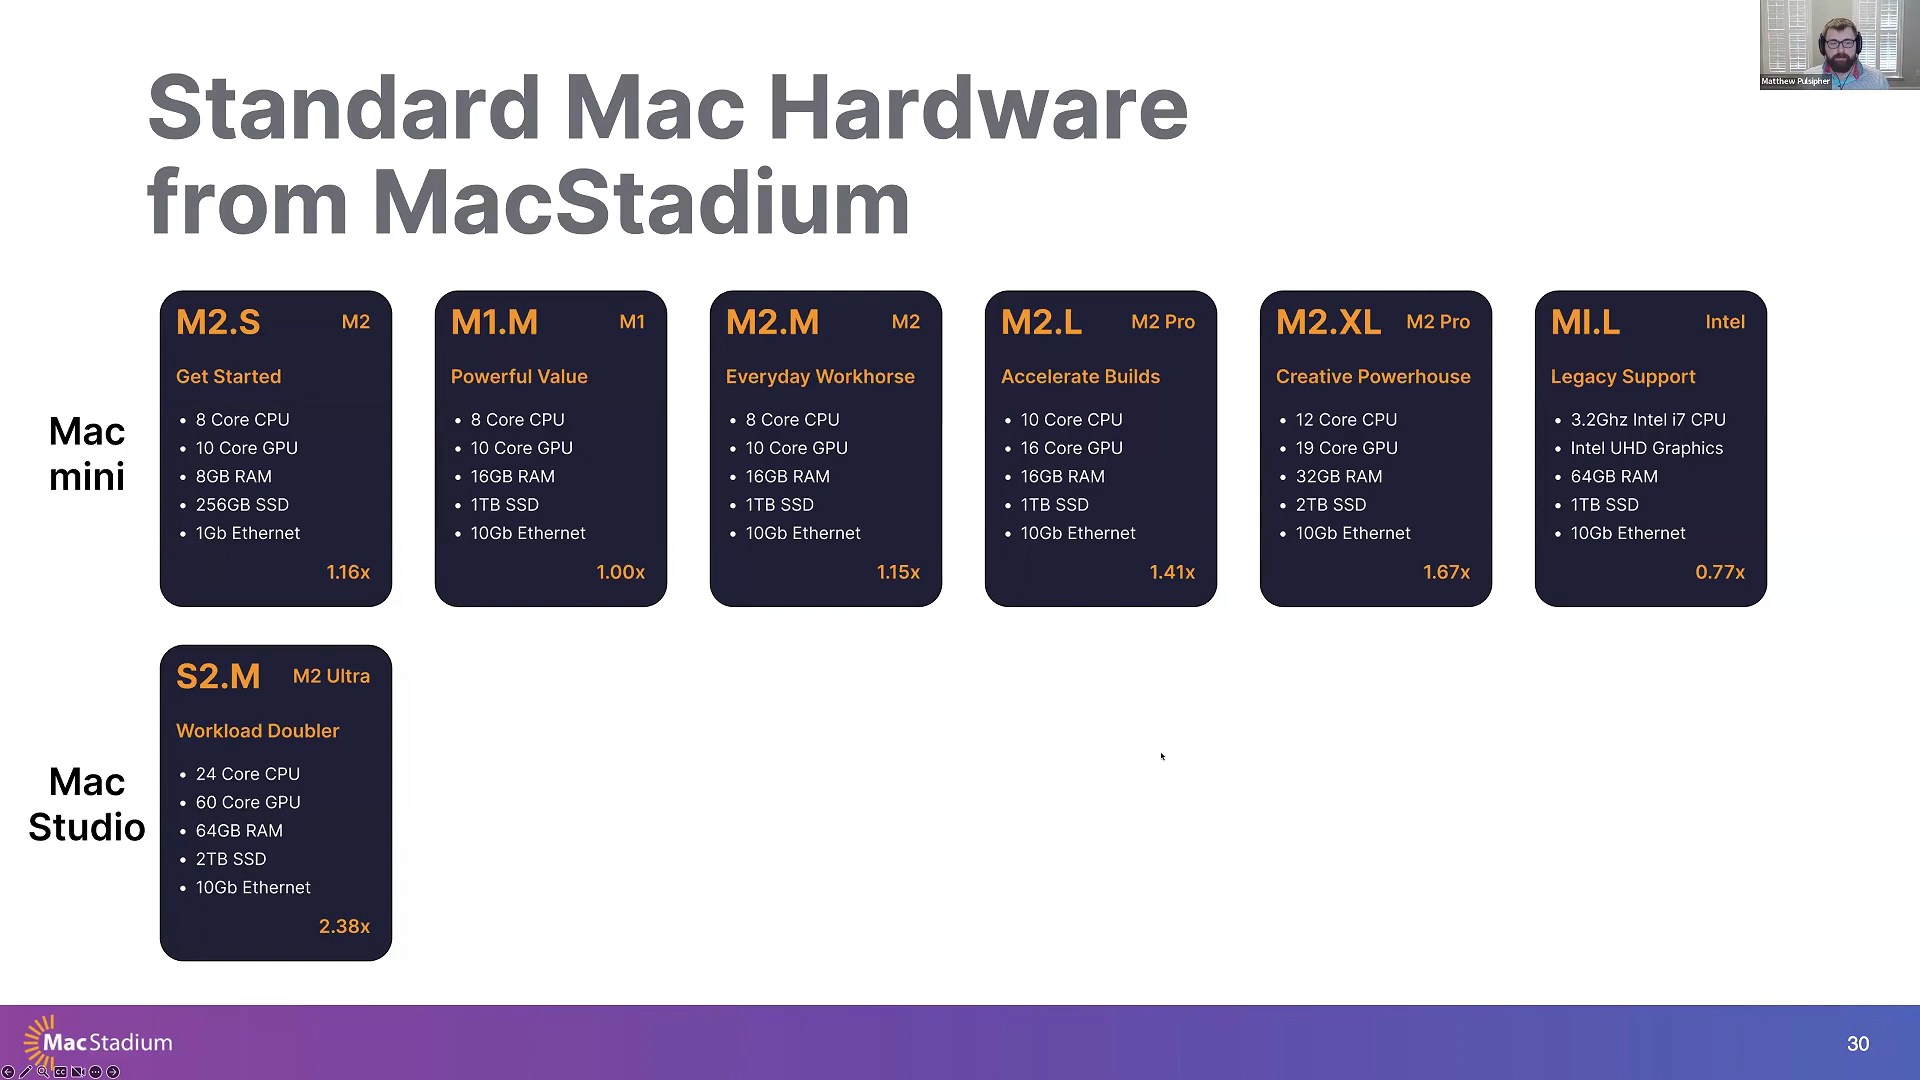 Matthew Pulsipher
Standard Mac Hardware
from MacStadium
Mac
mini
M2.S M2
Get Started
• 8 Core CPU
• 10 Core GPU
• 8GB RAM
• 256GB SSD
• 1Gb Ethernet
1.16x
M1.M M1
Powerful Value
• 8 Core CPU
• 10 Core GPU
• 16GB RAM
• 1TB SSD
• 10Gb Ethernet
1.00x
M2.M M2
Everyday Workhorse
• 8 Core CPU
• 10 Core GPU
• 16GB RAM
• 1TB SSD
• 10Gb Ethernet
1.15x
M2.L M2 Pro
Accelerate Builds
• 10 Core CPU
• 16 Core GPU
• 16GB RAM
• 1TB SSD
• 10Gb Ethernet
1.41x
M2.XL M2 Pro
Creative Powerhouse
• 12 Core CPU
• 19 Core GPU
• 32GB RAM
• 2TB SSD
• 10Gb Ethernet
1.67x
MI.L Intel
Legacy Support
• 3.2Ghz Intel i7 CPU
• Intel UHD Graphics
• 64GB RAM
• 1TB SSD
• 10Gb Ethernet
0.77x
Mac
Studio
S2.M M2 Ultra
Workload Doubler
• 24 Core CPU
• 60 Core GPU
• 64GB RAM
• 2TB SSD
• 10Gb Ethernet
2.38x
MacStadium
30